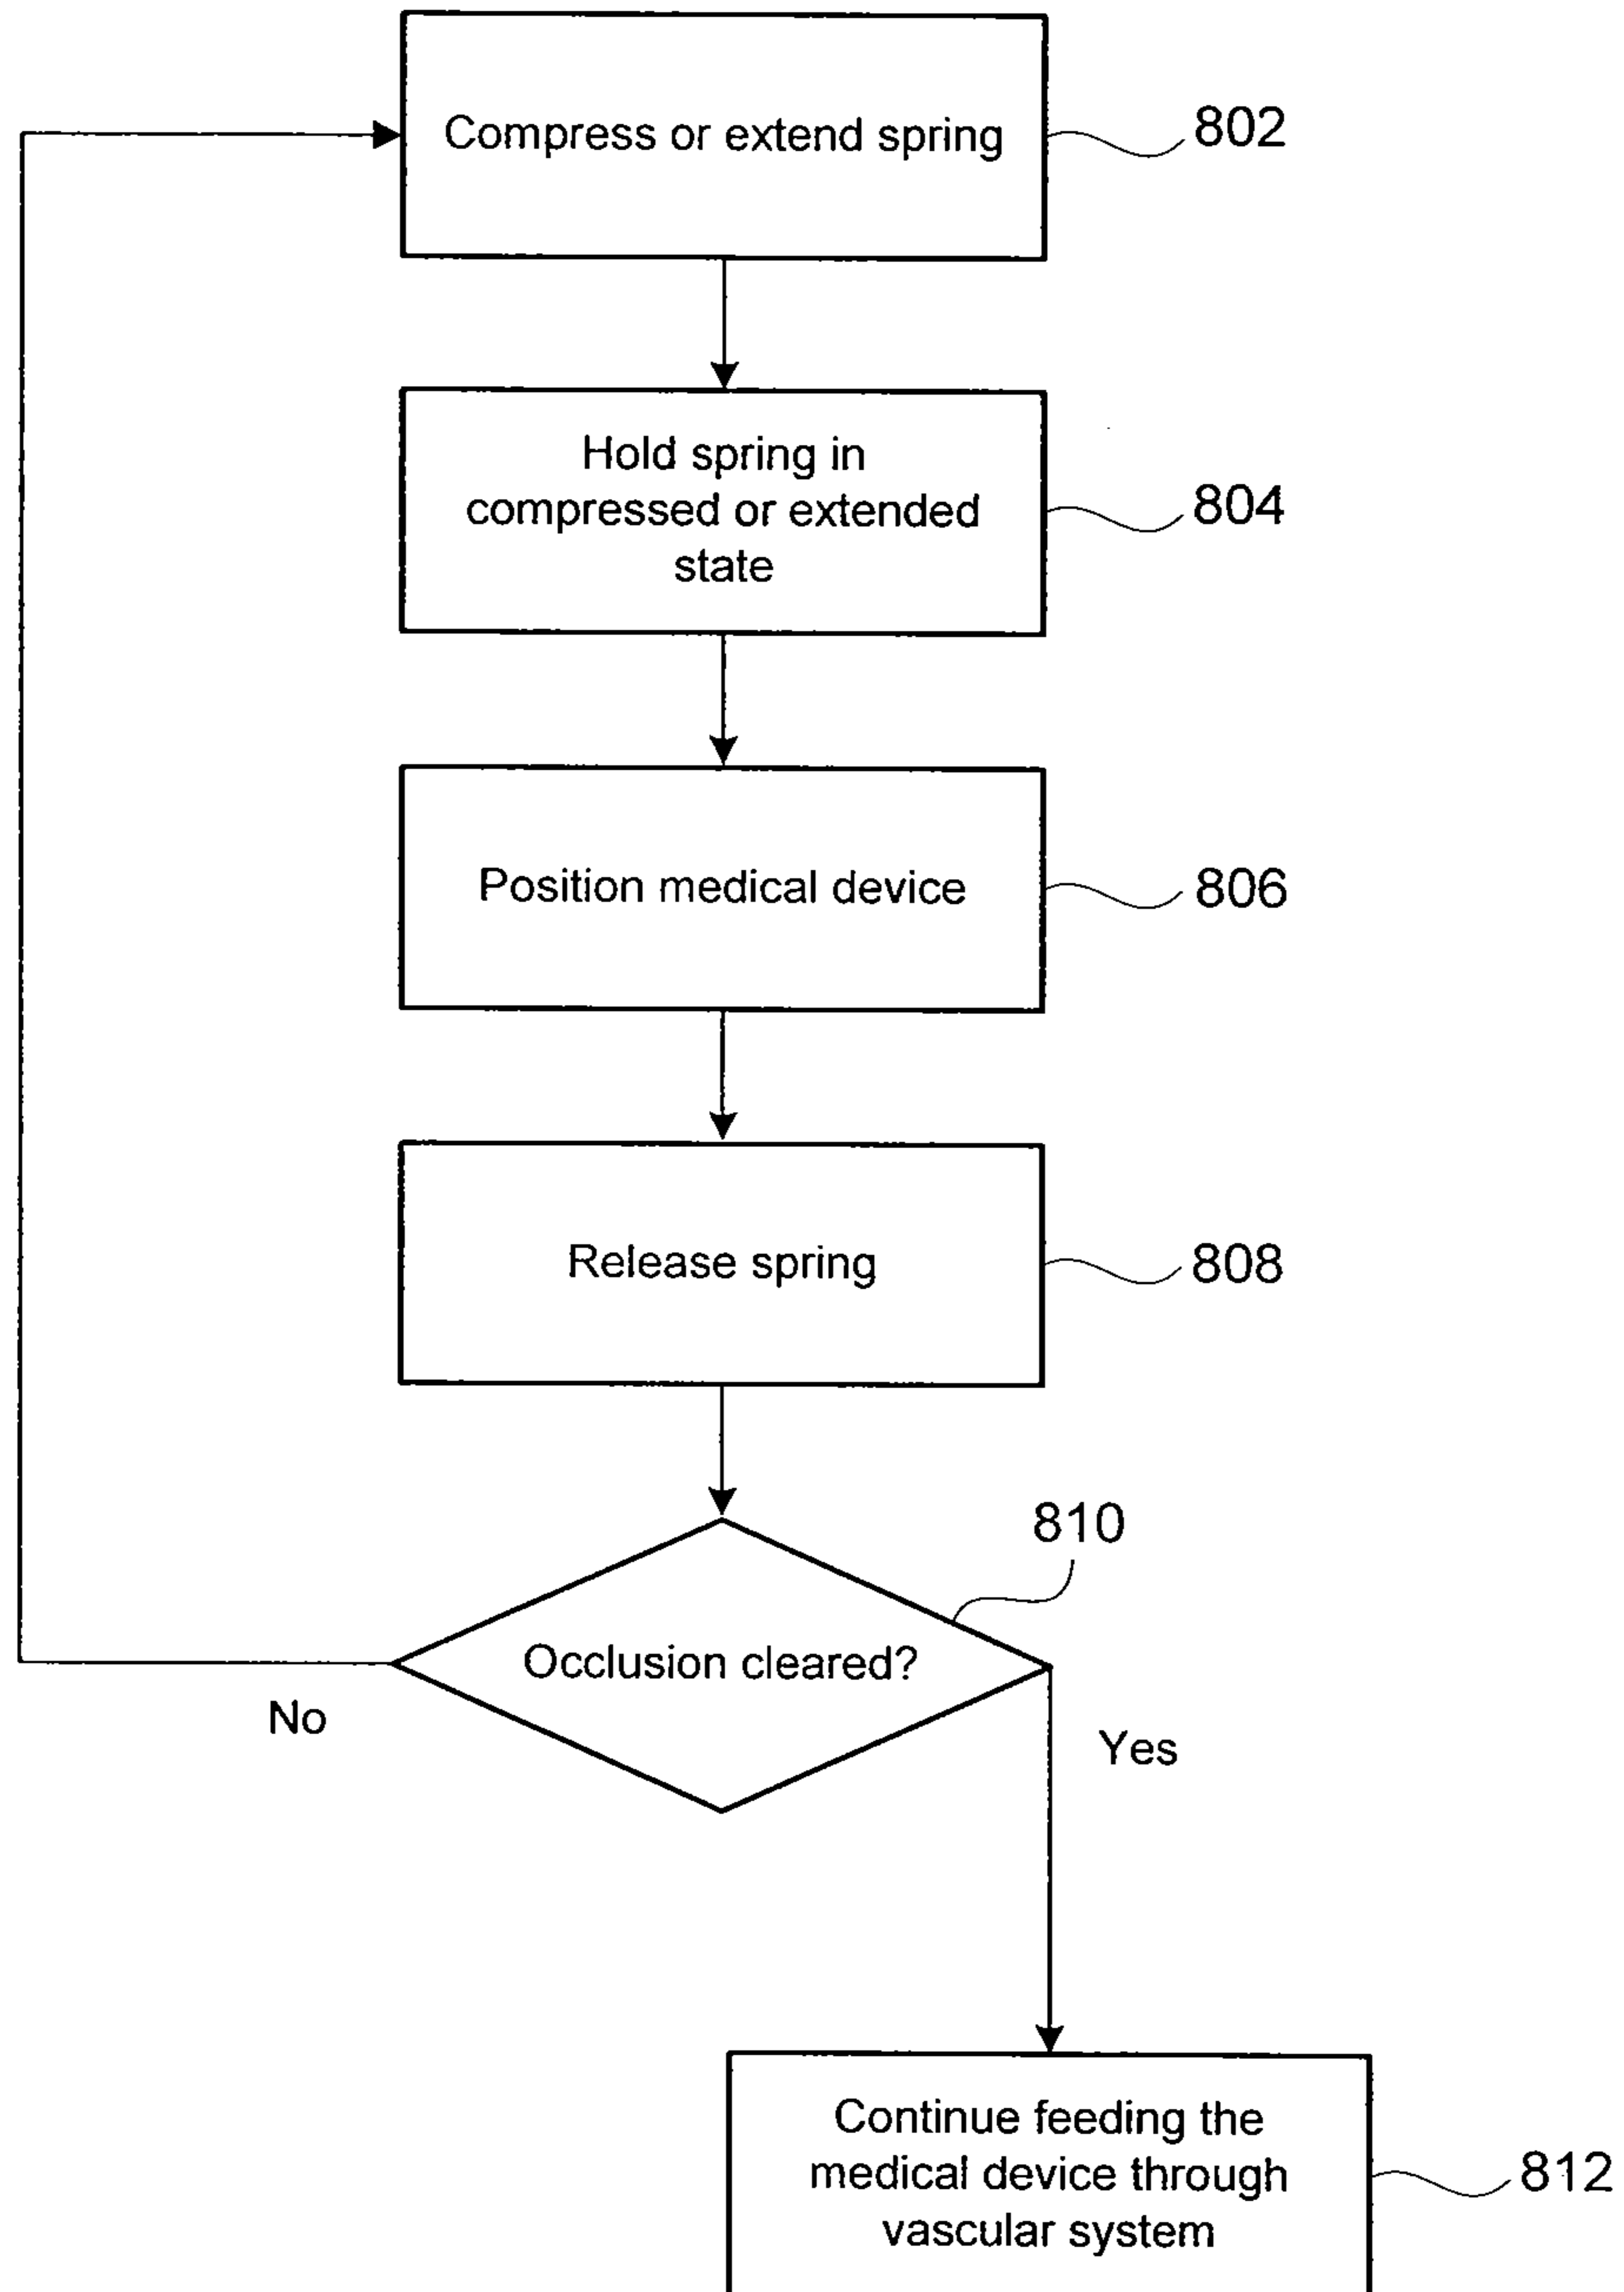 Compress or extend spring
802
Hold spring in
compressed or extended
state
804
Position medical device
806
Release spring
808
810
Occlusion cleared?
No
Yes
Continue feeding the
medical device through
vascular system
812